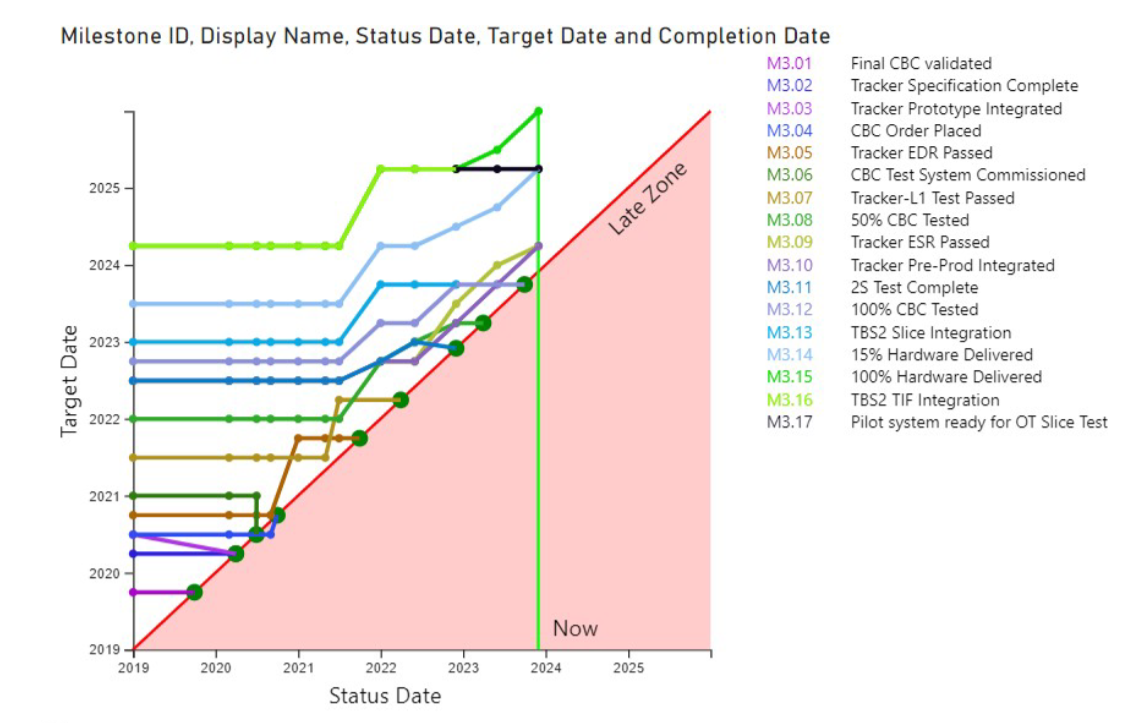 Milestone ID, Display Name, Status Date, Target Date and Completion Date
M3.01 Final CBC validated
M3.02 Tracker Specification Complete
M3.03 Tracker Prototype Integrated
M3.04 CBC Order Placed
M3.05 Tracker EDR Passed
M3.06 CBC Test System Commissioned
M3.07 Tracker-L1 Test Passed
M3.08 50% CBC Tested
M3.09 Tracker ESR Passed
M3.10 Tracker Pre-Prod Integrated
M3.11 2S Test Complete
M3.12 100% CBC Tested
M3.13 TBS2 Slice Integration
M3.14 15% Hardware Delivered
M3.15 100% Hardware Delivered
M3.16 TBS2 TIF Integration
M3.17 Pilot system ready for OT Slice Test
Target Date
2025
2024
2023
2022
2021
2020
2019
Late Zone
Now
2019 2020 2021 2022 2023 2024 2025
Status Date